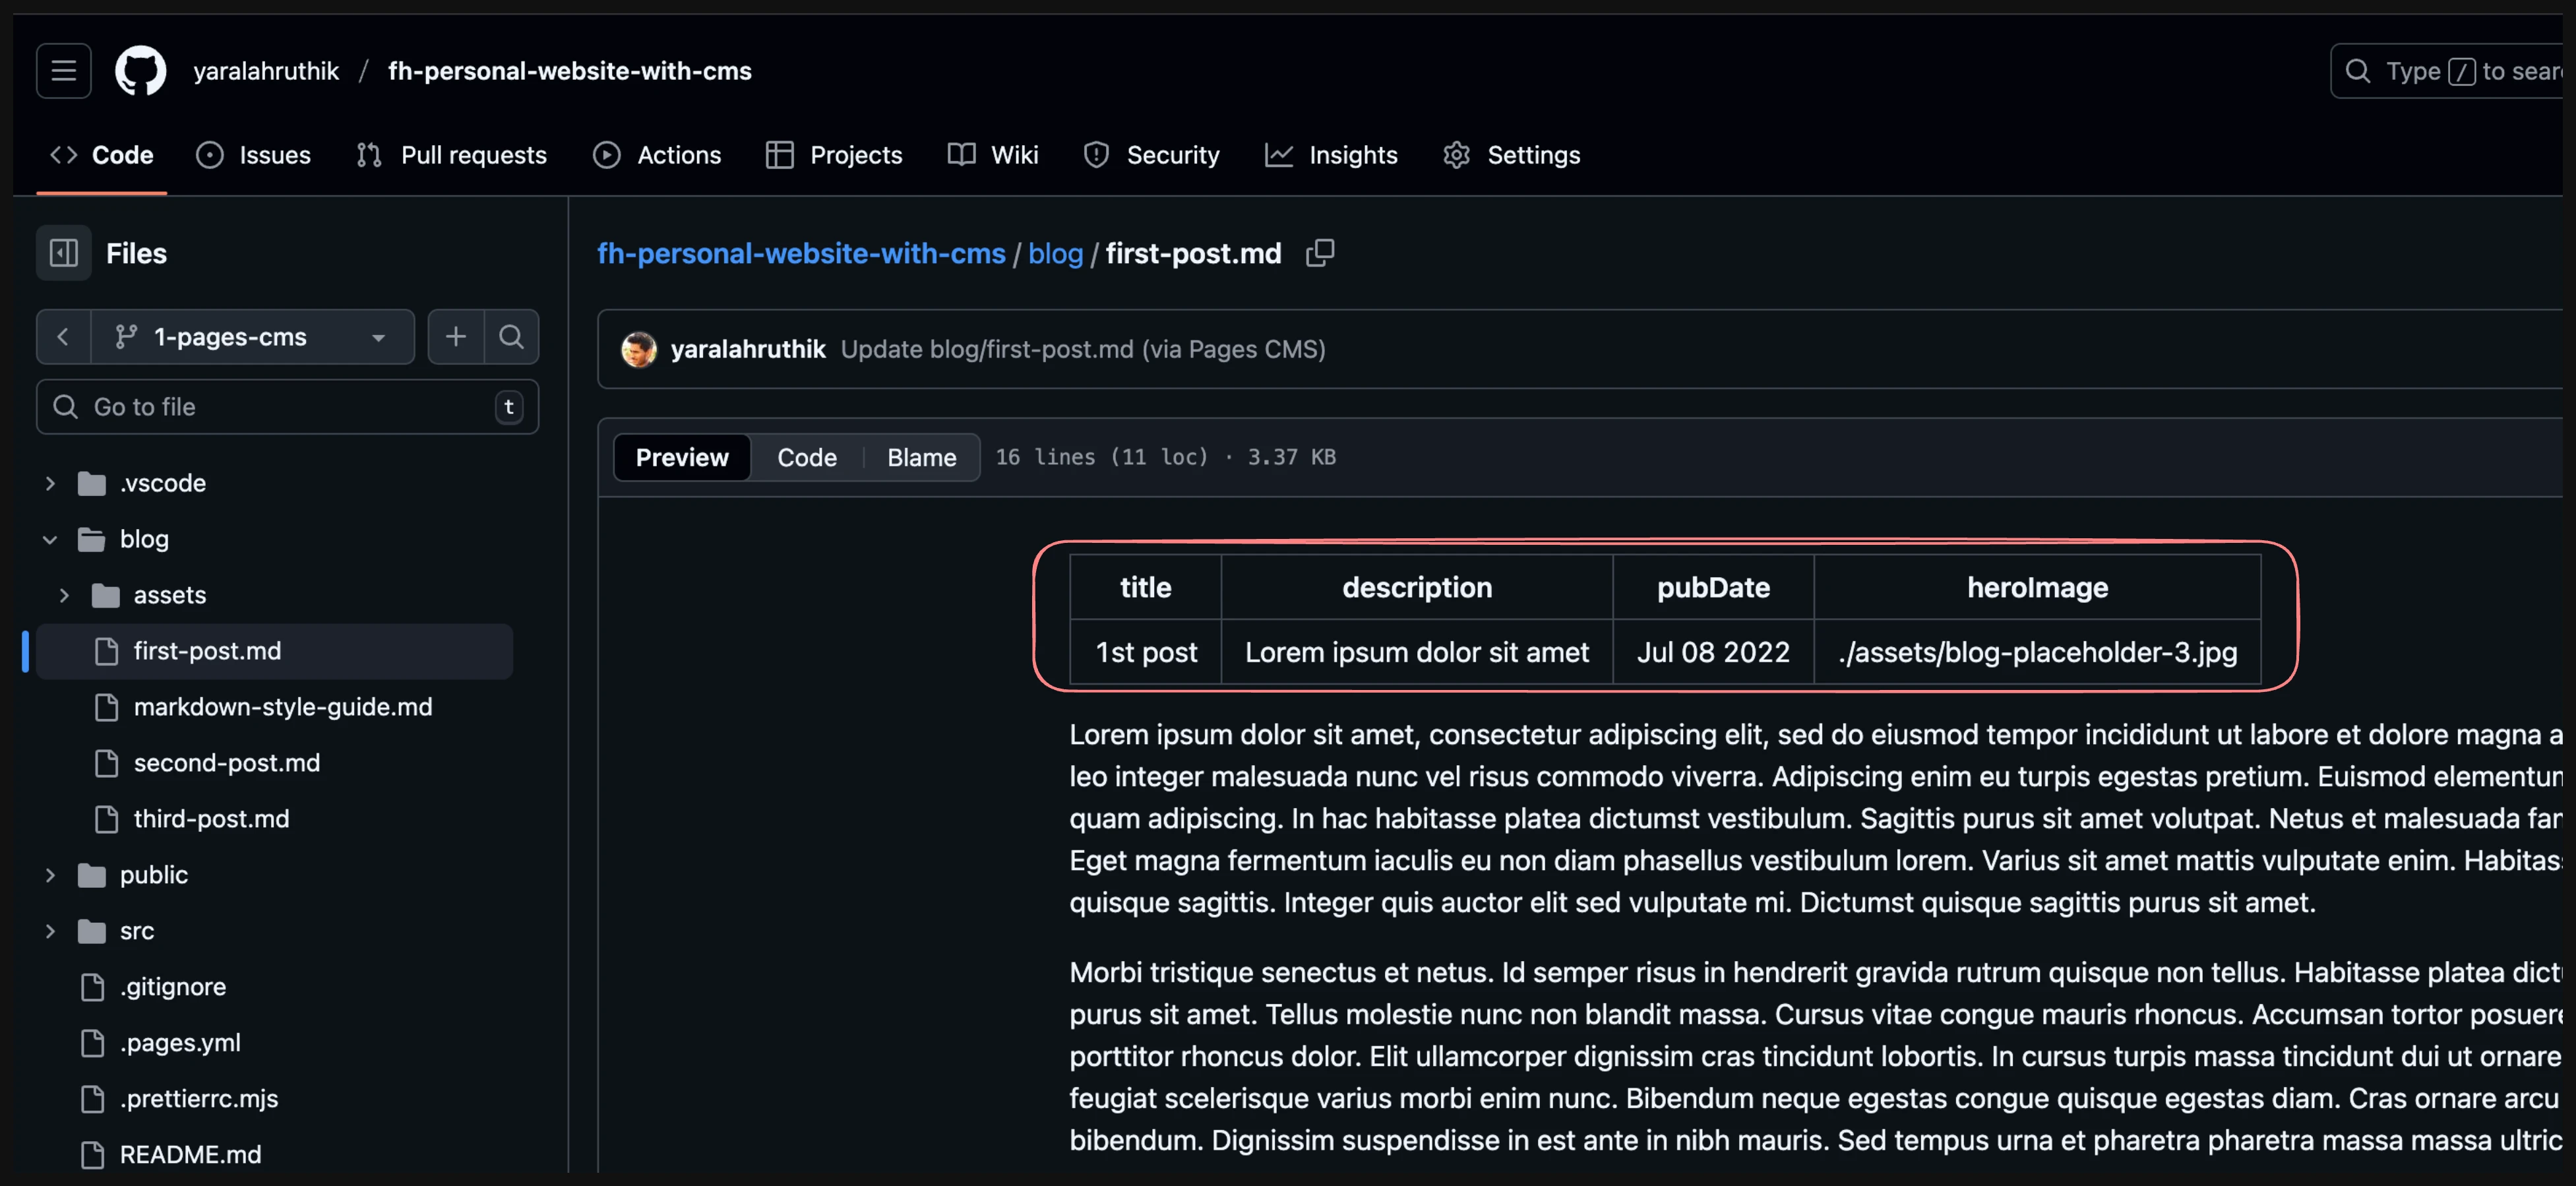 yaralahruthik / fh-personal-website-with-cms
Type / to sear
Code Issues Pull requests Actions Projects Wiki Security Insights Settings
Files
1-pages-cms
Go to file t
.vscode
blog
assets
first-post.md
markdown-style-guide.md
second-post.md
third-post.md
public
src
.gitignore
.pages.yml
.prettierrc.mjs
README.md
fh-personal-website-with-cms / blog / first-post.md
yaralahruthik Update blog/first-post.md (via Pages CMS)
Preview Code Blame 16 lines (11 loc) · 3.37 KB
title description pubDate heroImage
1st post Lorem ipsum dolor sit amet Jul 08 2022 ./assets/blog-placeholder-3.jpg
Lorem ipsum dolor sit amet, consectetur adipiscing elit, sed do eiusmod tempor incididunt ut labore et dolore magna a
leo integer malesuada nunc vel risus commodo viverra. Adipiscing enim eu turpis egestas pretium. Euismod elementum
quam adipiscing. In hac habitasse platea dictumst vestibulum. Sagittis purus sit amet volutpat. Netus et malesuada fam
Eget magna fermentum iaculis eu non diam phasellus vestibulum lorem. Varius sit amet mattis vulputate enim. Habitas
quisque sagittis. Integer quis auctor elit sed vulputate mi. Dictumst quisque sagittis purus sit amet.
Morbi tristique senectus et netus. Id semper risus in hendrerit gravida rutrum quisque non tellus. Habitasse platea dict
purus sit amet. Tellus molestie nunc non blandit massa. Cursus vitae congue mauris rhoncus. Accumsan tortor posuere
porttitor rhoncus dolor. Elit ullamcorper dignissim cras tincidunt lobortis. In cursus turpis massa tincidunt dui ut ornare
feugiat scelerisque varius morbi enim nunc. Bibendum neque egestas congue quisque egestas diam. Cras ornare arcu
bibendum. Dignissim suspendisse in est ante in nibh mauris. Sed tempus urna et pharetra pharetra massa massa ultric